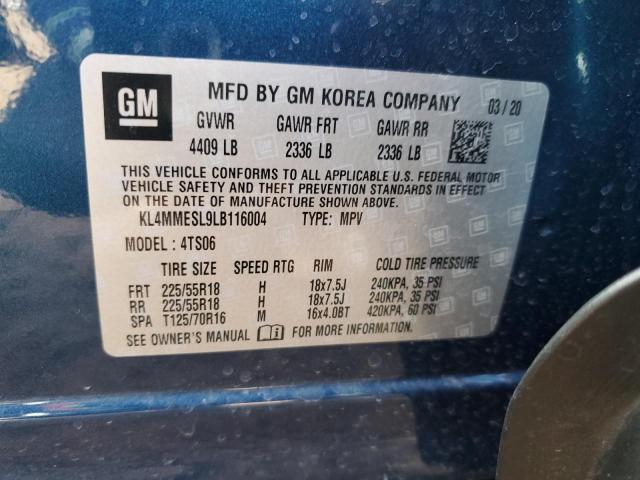 GM MFD BY GM KOREA COMPANY 03/20
GVWR GAWR FRT GAWR RR
4409 LB 2336 LB 2336 LB
THIS VEHICLE CONFORMS TO ALL APPLICABLE U.S. FEDERAL MOTOR
VEHICLE SAFETY AND THEFT PREVENTION STANDARDS IN EFFECT
ON THE DATE OF MANUFACTURE SHOWN ABOVE.
KL4MMESL9LB116004 TYPE: MPV
MODEL: 4TS06
TIRE SIZE SPEED RTG RIM COLD TIRE PRESSURE
FRT 225/55R18 H 18x7.5J 240KPA, 35 PSI
RR 225/55R18 H 18x7.5J 240KPA, 35 PSI
SPA T125/70R16 M 16x4.0BT 420KPA, 60 PSI
SEE OWNER'S MANUAL FOR MORE INFORMATION.